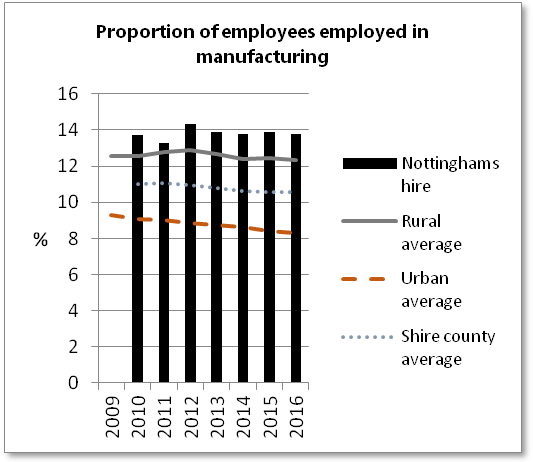 Proportion of employees employed in
manufacturing
16
14
12
10
8
6
4
2
0
%
2009
2010
2011
2012
2013
2014
2015
2016
Nottinghams
hire
Rural
average
Urban
average
Shire county
average